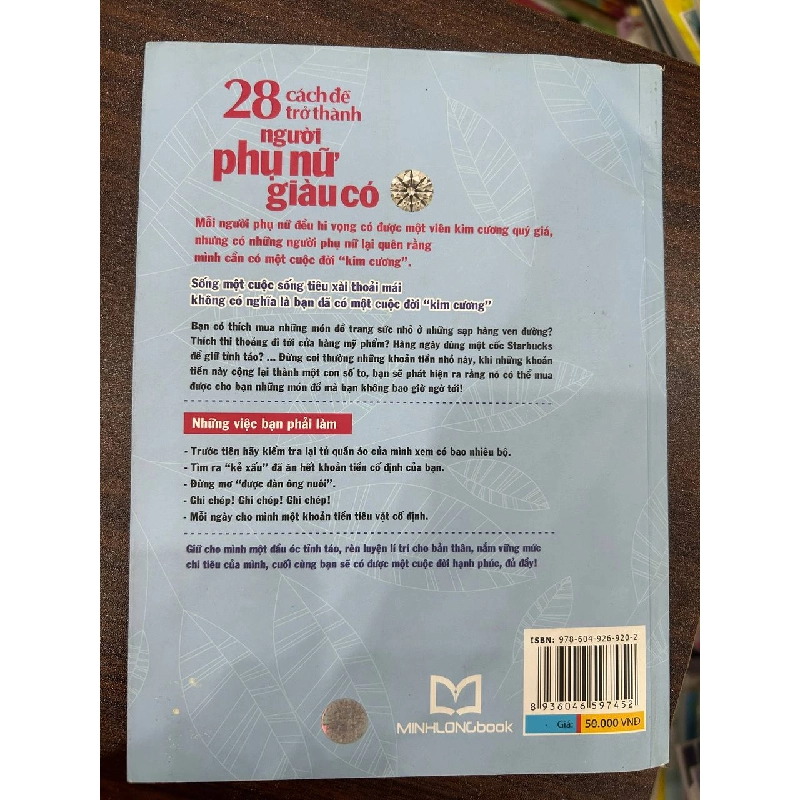 28 cách để
trở thành
người
phụ nữ
giàu có
Mỗi người phụ nữ đều hi vọng có được một viên kim cương quý giá,
nhưng có những người phụ nữ lại quên rằng
mình cần có một cuộc đời “kim cương”.
Sống một cuộc sống tiêu xài thoải mái
không có nghĩa là bạn đã có một cuộc đời “kim cương”
Bạn có thích mua những món đồ trang sức nhỏ ở những sạp hàng ven đường?
Thích thỉ thoảng đi tới cửa hàng mỹ phẩm? Hàng ngày dùng một cốc Starbucks
để giữ tỉnh táo? ... Đừng coi thường những khoản tiền nhỏ này, khi những khoản
tiền này cộng lại thành một con số to, bạn sẽ phát hiện ra rằng nó có thể mua
được cho bạn những món đồ mà bạn không bao giờ ngờ tới!
Những việc bạn phải làm
- Trước tiên hãy kiểm tra lại tủ quần áo của mình xem có bao nhiêu bộ.
- Tìm ra “kẻ xấu” đã ăn hết khoản tiền cố định của bạn.
- Đừng mơ “được đàn ông nuôi”.
- Ghi chép! Ghi chép! Ghi chép!
- Mỗi ngày cho mình một khoản tiền tiêu vặt cố định.
Giữ cho mình một đầu óc tỉnh táo, rèn luyện lí trí cho bản thân, nắm vững mức
chi tiêu của mình, cuối cùng bạn sẽ có được một cuộc đời hạnh phúc, đủ đầy!
ISBN: 978-604-926-920-2
8 936046 597452
Giá: 59.000 VNĐ
MINHLONGbook